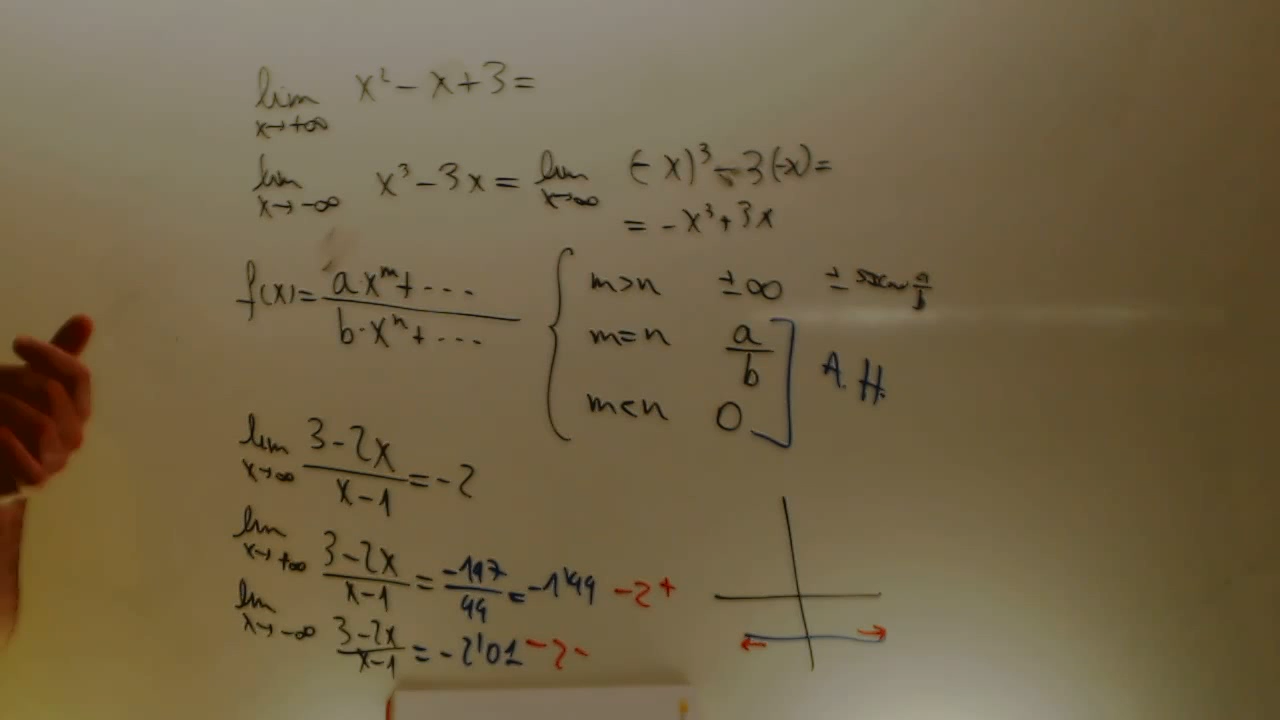 lim x→+∞ x² - x + 3 =
lim x→-∞ x³ - 3x = lim x→∞ (-x)³ - 3(-x) =
= -x³ + 3x
f(x) = (a x^m + ...)/(b · x^n + ...)
m>n ±∞ ± a/b
m=n a/b
m<n 0
A.H.
lim x→∞ (3-2x)/(x-1) = -2
lim x→+∞ (3-2x)/(x-1) = -197/99 = -1'99 -2⁺
lim x→-∞ (3-2x)/(x-1) = -2'01 -2⁻